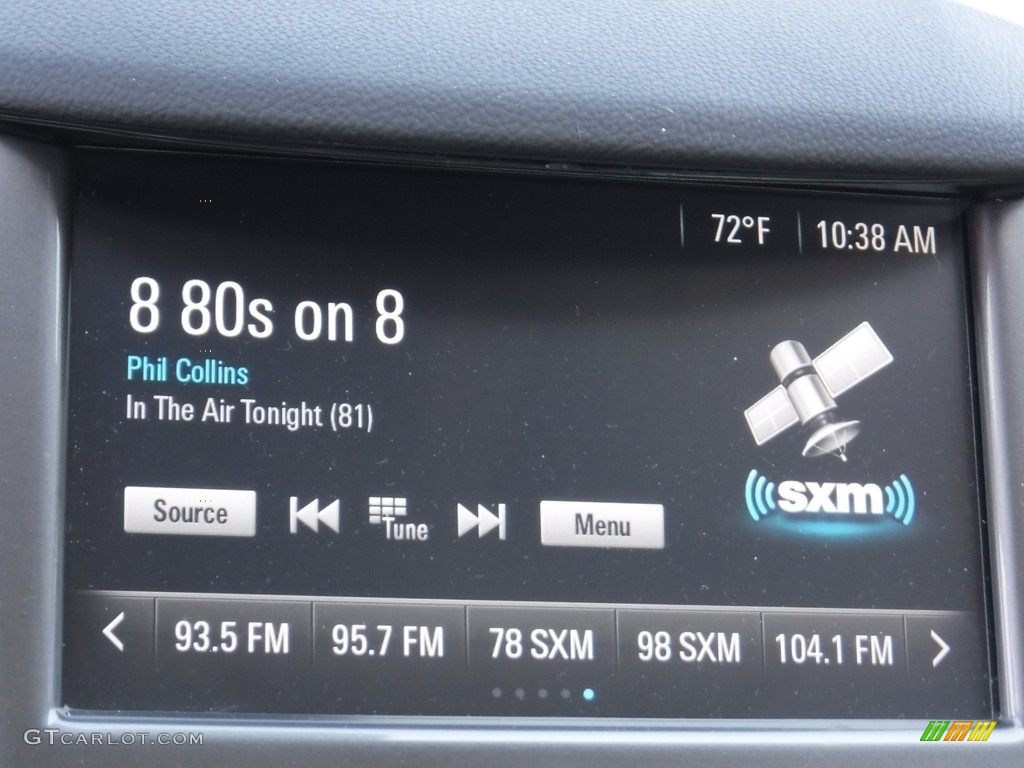 72°F 10:38 AM
8 80s on 8
Phil Collins
In The Air Tonight (81)
sxm
Source Tune Menu
93.5 FM 95.7 FM 78 SXM 98 SXM 104.1 FM
GTCARLOT.COM